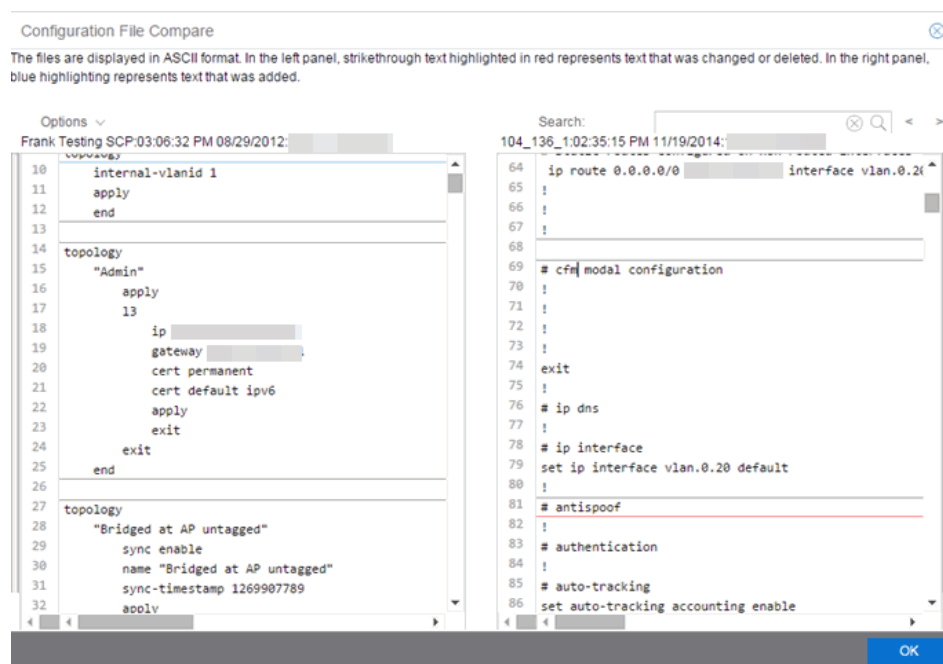 Configuration File Compare
The files are displayed in ASCII format. In the left panel, strikethrough text highlighted in red represents text that was changed or deleted. In the right panel,
blue highlighting represents text that was added.
Options
Search:
< >
Frank Testing SCP:03:06:32 PM 08/29/2012:
topology
10 internal-vlanid 1
11 apply
12 end
13
14 topology
15 "Admin"
16 apply
17 l3
18 ip
19 gateway
20 cert permanent
21 cert default ipv6
22 apply
23 exit
24 exit
25 end
26
27 topology
28 "Bridged at AP untagged"
29 sync enable
30 name "Bridged at AP untagged"
31 sync-timestamp 1269907789
32 apply
104_136_1:02:35:15 PM 11/19/2014:
# static routes configured on non routed interfaces
64 ip route 0.0.0.0/0 interface vlan.0.20
65 !
66 !
67 !
68
69 # cfm modal configuration
70 !
71 !
72 !
73 !
74 exit
75 !
76 # ip dns
77 !
78 # ip interface
79 set ip interface vlan.0.20 default
80 !
81 # antispoof
82 !
83 # authentication
84 !
85 # auto-tracking
86 set auto-tracking accounting enable
OK